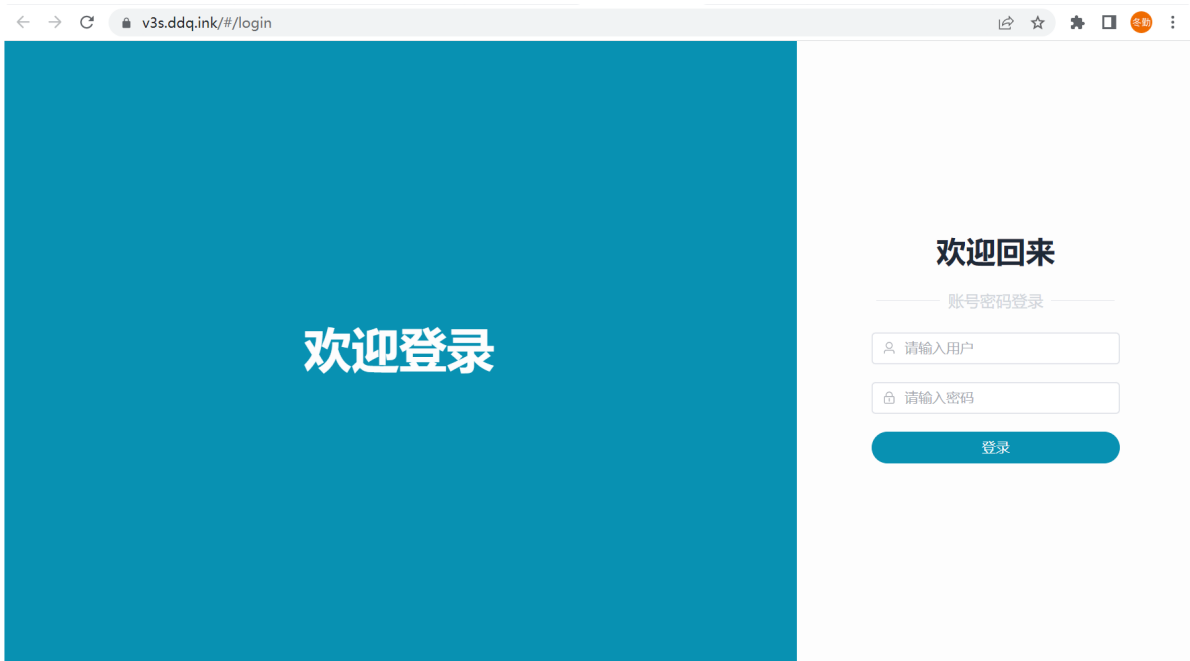 v3s.ddq.ink/#/login
冬勤
欢迎登录
欢迎回来
账号密码登录
请输入用户
请输入密码
登录